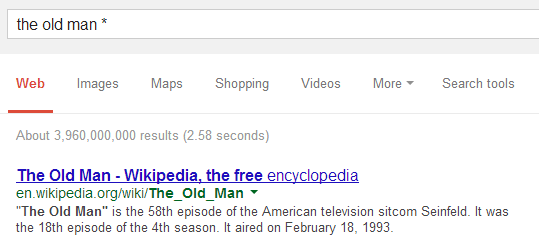 the old man *
Web Images Maps Shopping Videos More Search tools
About 3,960,000,000 results (2.58 seconds)
The Old Man - Wikipedia, the free encyclopedia
en.wikipedia.org/wiki/The_Old_Man
"The Old Man" is the 58th episode of the American television sitcom Seinfeld. It was
the 18th episode of the 4th season. It aired on February 18, 1993.